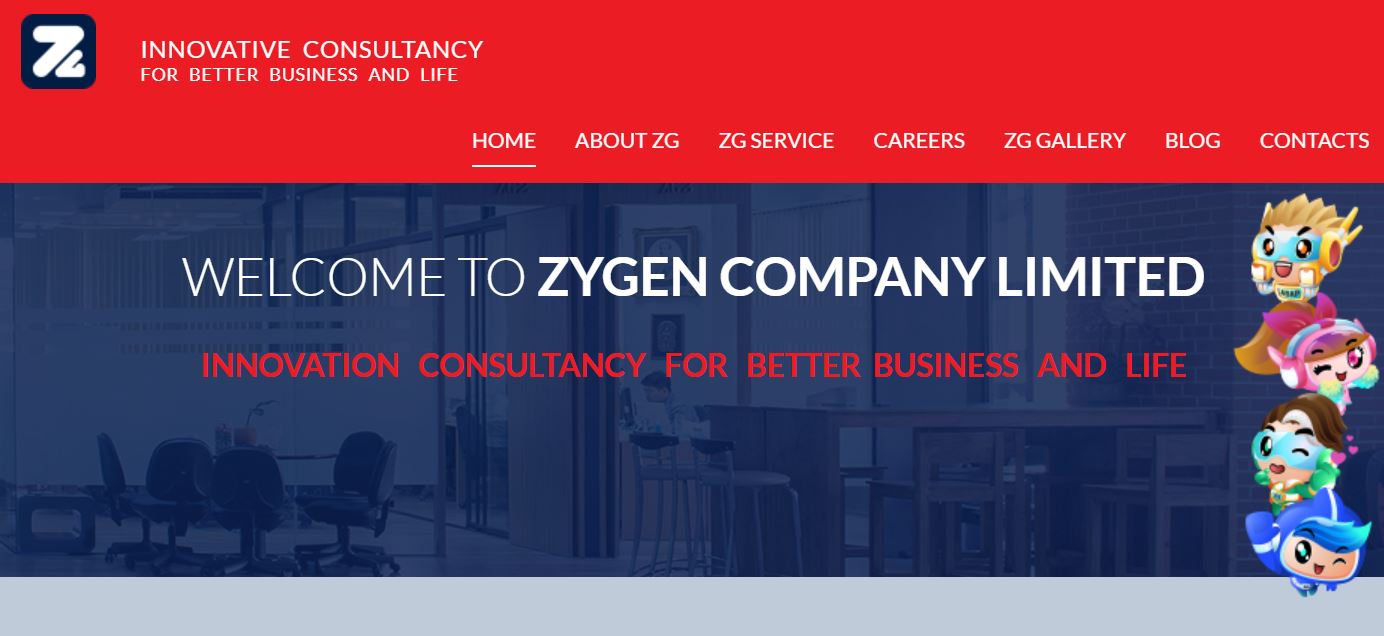 ZG
INNOVATIVE CONSULTANCY
FOR BETTER BUSINESS AND LIFE
HOME ABOUT ZG ZG SERVICE CAREERS ZG GALLERY BLOG CONTACTS
WELCOME TO ZYGEN COMPANY LIMITED
INNOVATION CONSULTANCY FOR BETTER BUSINESS AND LIFE